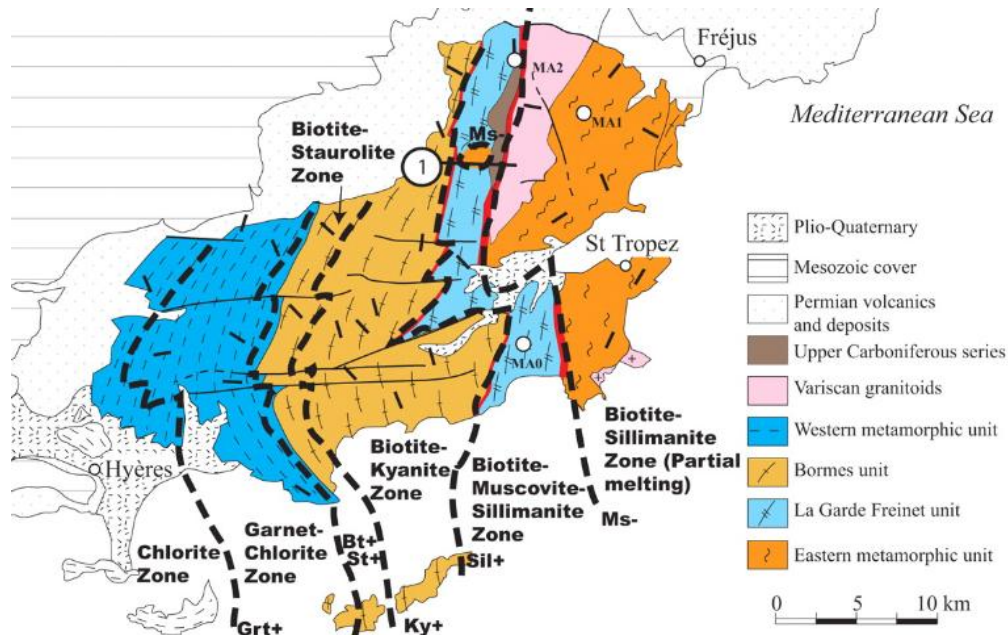 Fréjus
MA2
MA1
Mediterranean Sea
Biotite-
Staurolite
Zone
Ms-
1
St Tropez
MA0
Hyères
Biotite-
Kyanite
Zone
Biotite-
Muscovite-
Sillimanite
Zone
Biotite-
Sillimanite
Zone (Partial
melting)
Ms-
Chlorite
Zone
Garnet-
Chlorite
Zone
Bt+
St+
Sil+
Grt+
Ky+
Plio-Quaternary
Mesozoic cover
Permian volcanics
and deposits
Upper Carboniferous series
Variscan granitoids
Western metamorphic unit
Bormes unit
La Garde Freinet unit
Eastern metamorphic unit
0 5 10 km